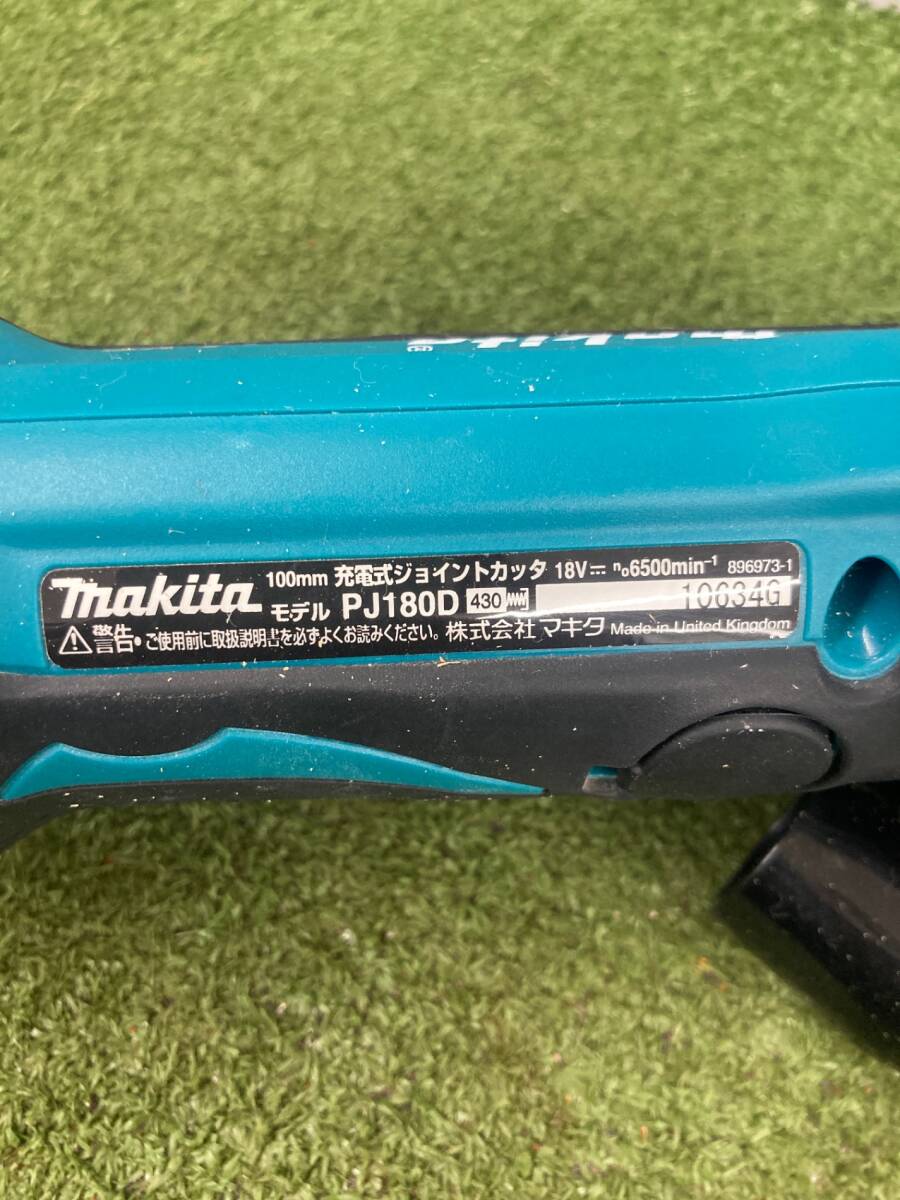 makita
makita 100mm 充電式ジョイントカッタ 18V⎓ n₀6500min⁻¹ 896973-1
モデル PJ180D 430 10634G
⚠警告・ご使用前に取扱説明書を必ずよくお読みください。 株式会社マキタ Made in United Kingdom